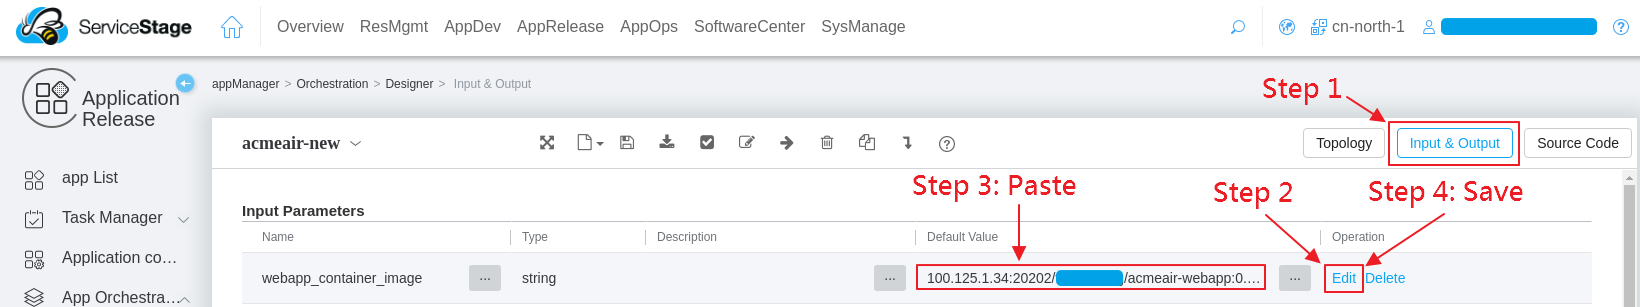 ServiceStage Overview ResMgmt AppDev AppRelease AppOps SoftwareCenter SysManage cn-north-1
appManager > Orchestration > Designer > Input & Output
Application
Release
Step 1
acmeair-new Topology Input & Output Source Code
app List
Step 3: Paste Step 2 Step 4: Save
Task Manager
Input Parameters
Name Type Description Default Value Operation
Application co...
webapp_container_image ... string ... 100.125.1.34:20202/ /acmeair-webapp:0.... ... Edit Delete
App Orchestra...